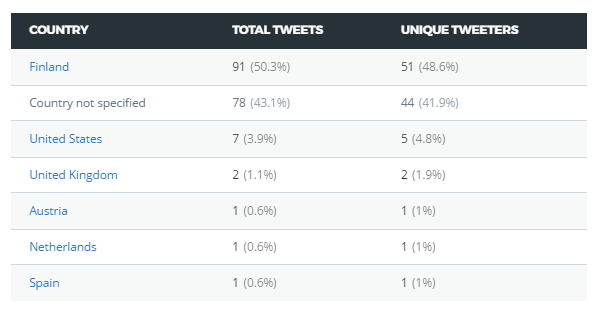 COUNTRY TOTAL TWEETS UNIQUE TWEETERS
Finland 91 (50.3%) 51 (48.6%)
Country not specified 78 (43.1%) 44 (41.9%)
United States 7 (3.9%) 5 (4.8%)
United Kingdom 2 (1.1%) 2 (1.9%)
Austria 1 (0.6%) 1 (1%)
Netherlands 1 (0.6%) 1 (1%)
Spain 1 (0.6%) 1 (1%)